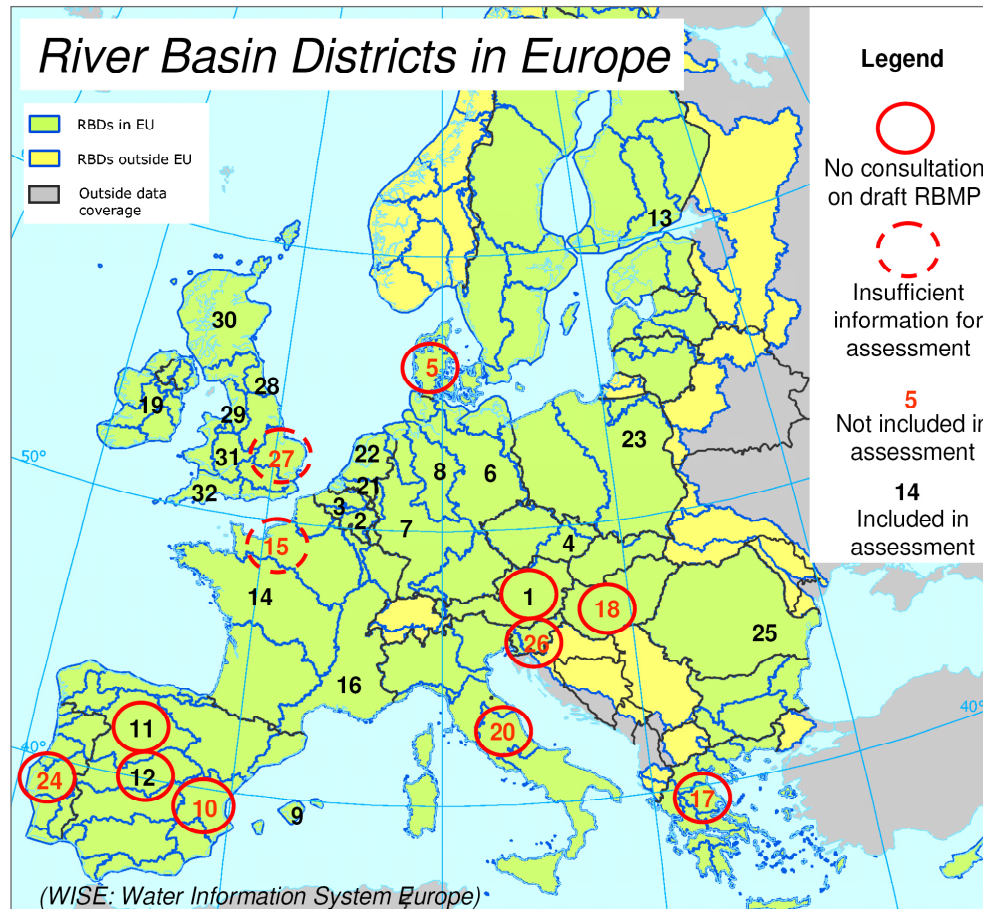 River Basin Districts in Europe
RBDs in EU
RBDs outside EU
Outside data
coverage
Legend
No consultation
on draft RBMP
Insufficient
information for
assessment
5
Not included in
assessment
14
Included in
assessment
13
30
5
28
19
29
27
31
32
50°
22
21
3
2
8
6
7
23
4
15
14
1
18
26
25
16
11
20
40°
40°
24
12
10
9
17
(WISE: Water Information System Europe)